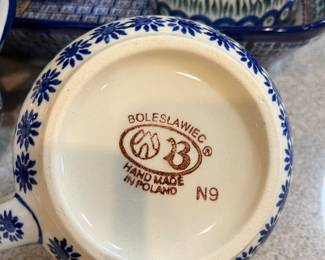 BOLESLAWIEC
B®
HAND MADE
IN POLAND
N9